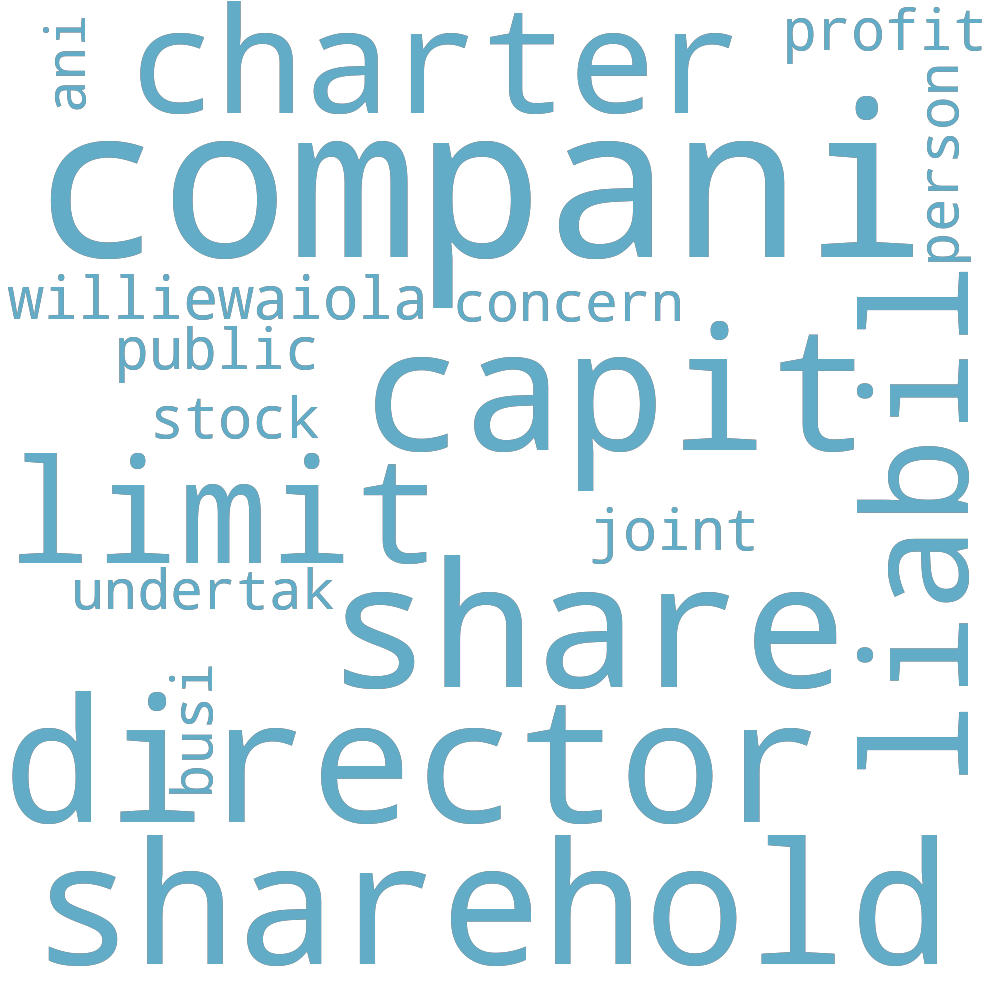 ani
charter
profit
compani
person
williewaiola
concern
public
capit
stock
liabil
limit
joint
undertak
share
busi
director
sharehold